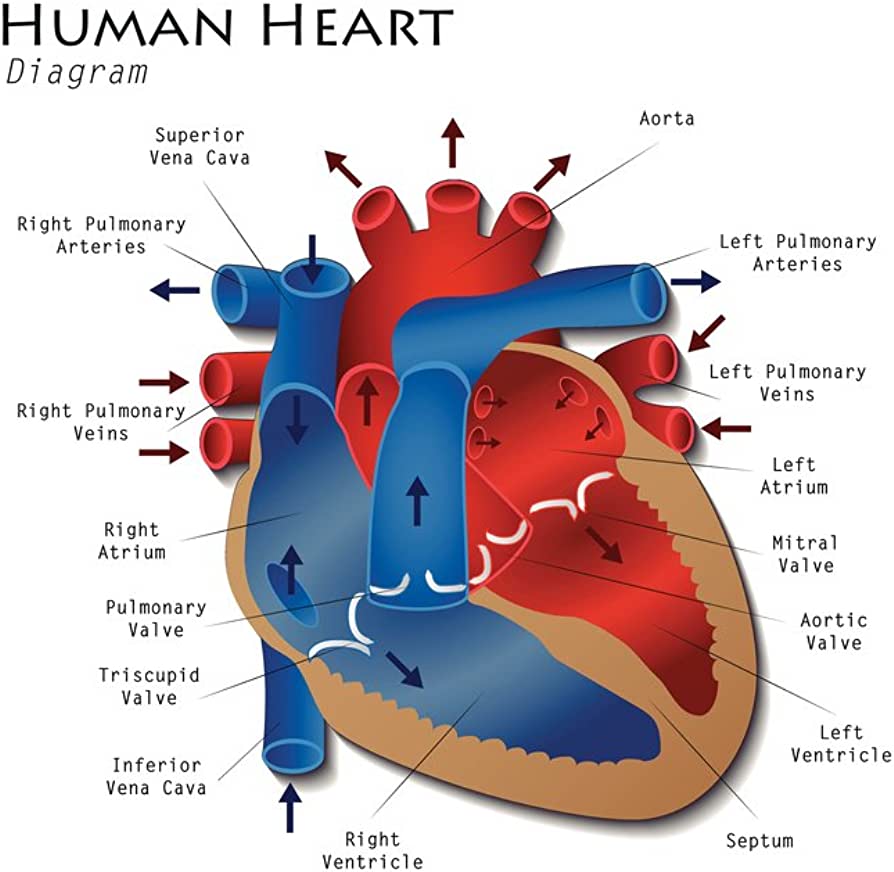 HUMAN HEART
Diagram
Superior
Vena Cava
Aorta
Right Pulmonary
Arteries
Left Pulmonary
Arteries
Right Pulmonary
Veins
Left Pulmonary
Veins
Left
Atrium
Right
Atrium
Mitral
Valve
Pulmonary
Valve
Aortic
Valve
Triscupid
Valve
Left
Ventricle
Inferior
Vena Cava
Right
Ventricle
Septum